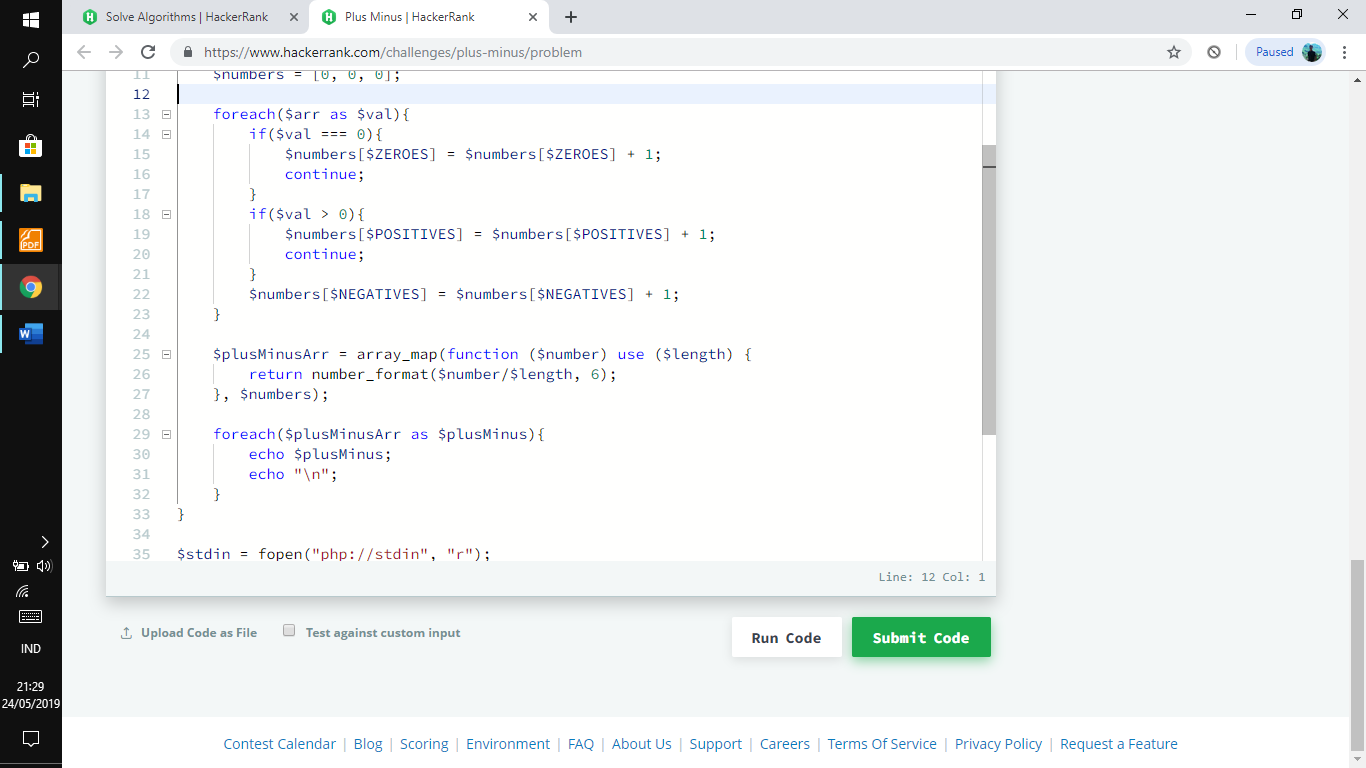 Solve Algorithms | HackerRank
Plus Minus | HackerRank
https://www.hackerrank.com/challenges/plus-minus/problem
Paused
11 $numbers = [0, 0, 0];
12
13 foreach($arr as $val){
14 if($val === 0){
15 $numbers[$ZEROES] = $numbers[$ZEROES] + 1;
16 continue;
17 }
18 if($val > 0){
19 $numbers[$POSITIVES] = $numbers[$POSITIVES] + 1;
20 continue;
21 }
22 $numbers[$NEGATIVES] = $numbers[$NEGATIVES] + 1;
23 }
24
25 $plusMinusArr = array_map(function ($number) use ($length) {
26 return number_format($number/$length, 6);
27 }, $numbers);
28
29 foreach($plusMinusArr as $plusMinus){
30 echo $plusMinus;
31 echo "\n";
32 }
33 }
34
35 $stdin = fopen("php://stdin", "r");
Line: 12 Col: 1
Upload Code as File
Test against custom input
Run Code
Submit Code
Contest Calendar | Blog | Scoring | Environment | FAQ | About Us | Support | Careers | Terms Of Service | Privacy Policy | Request a Feature
PDF
W
IND
21:29
24/05/2019